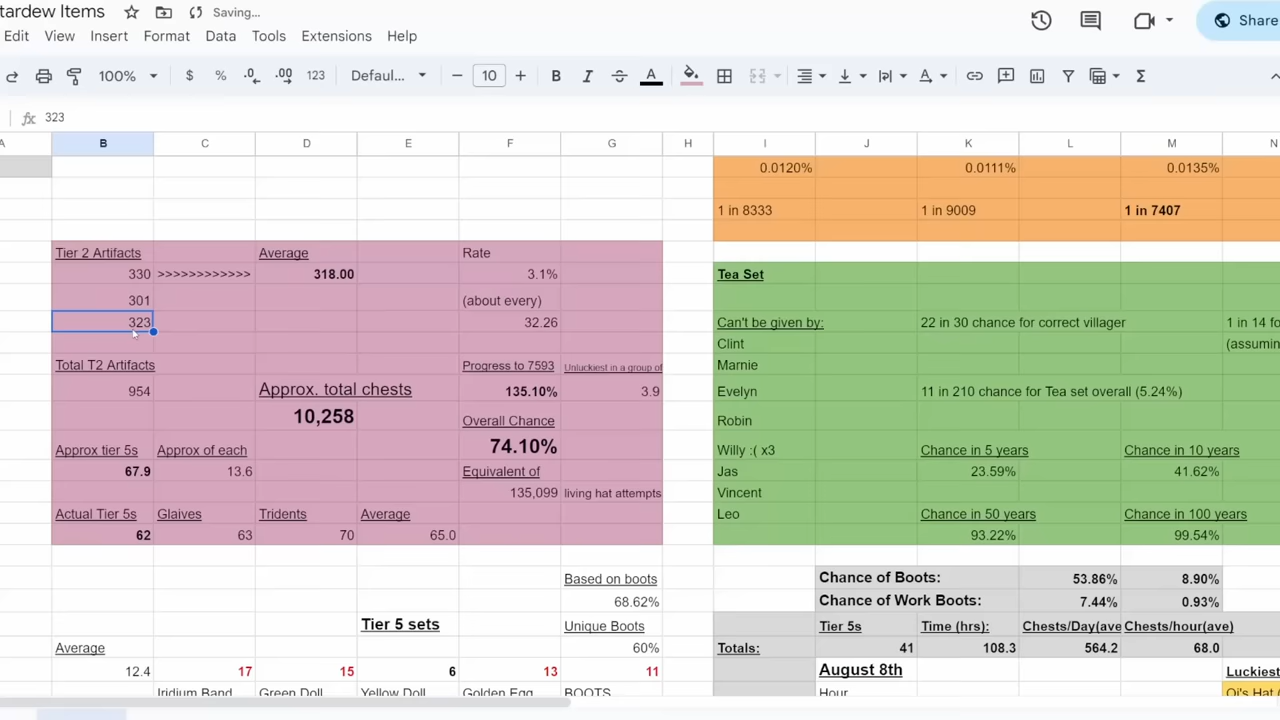 tardew Items Saving...
Edit View Insert Format Data Tools Extensions Help Share
100% $ % .0 .00 123 Defaul... − 10 + B I A Σ
fx 323
A B C D E F G H I J K L M N
0.0120% 0.0111% 0.0135%
1 in 8333 1 in 9009 1 in 7407
Tier 2 Artifacts Average Rate
330 >>>>>>>>>>>> 318.00 3.1% Tea Set
301 (about every)
323 32.26 Can't be given by: 22 in 30 chance for correct villager 1 in 14 fo
Clint (assumin
Total T2 Artifacts Progress to 7593 Unluckiest in a group of Marnie
954 Approx. total chests 135.10% 3.9 Evelyn 11 in 210 chance for Tea set overall (5.24%)
10,258 Overall Chance Robin
Approx tier 5s Approx of each 74.10% Willy :( x3 Chance in 5 years Chance in 10 years
67.9 13.6 Equivalent of Jas 23.59% 41.62%
135,099 living hat attempts Vincent
Actual Tier 5s Glaives Tridents Average Leo Chance in 50 years Chance in 100 years
62 63 70 65.0 93.22% 99.54%
Based on boots Chance of Boots: 53.86% 8.90%
68.62% Chance of Work Boots: 7.44% 0.93%
Tier 5 sets Unique Boots Tier 5s Time (hrs): Chests/Day(ave Chests/hour(ave)
Average 60% Totals: 41 108.3 564.2 68.0
12.4 17 15 6 13 11 August 8th Luckiest
Iridium Band Green Doll Yellow Doll Golden Egg BOOTS Hour Qi's Hat (